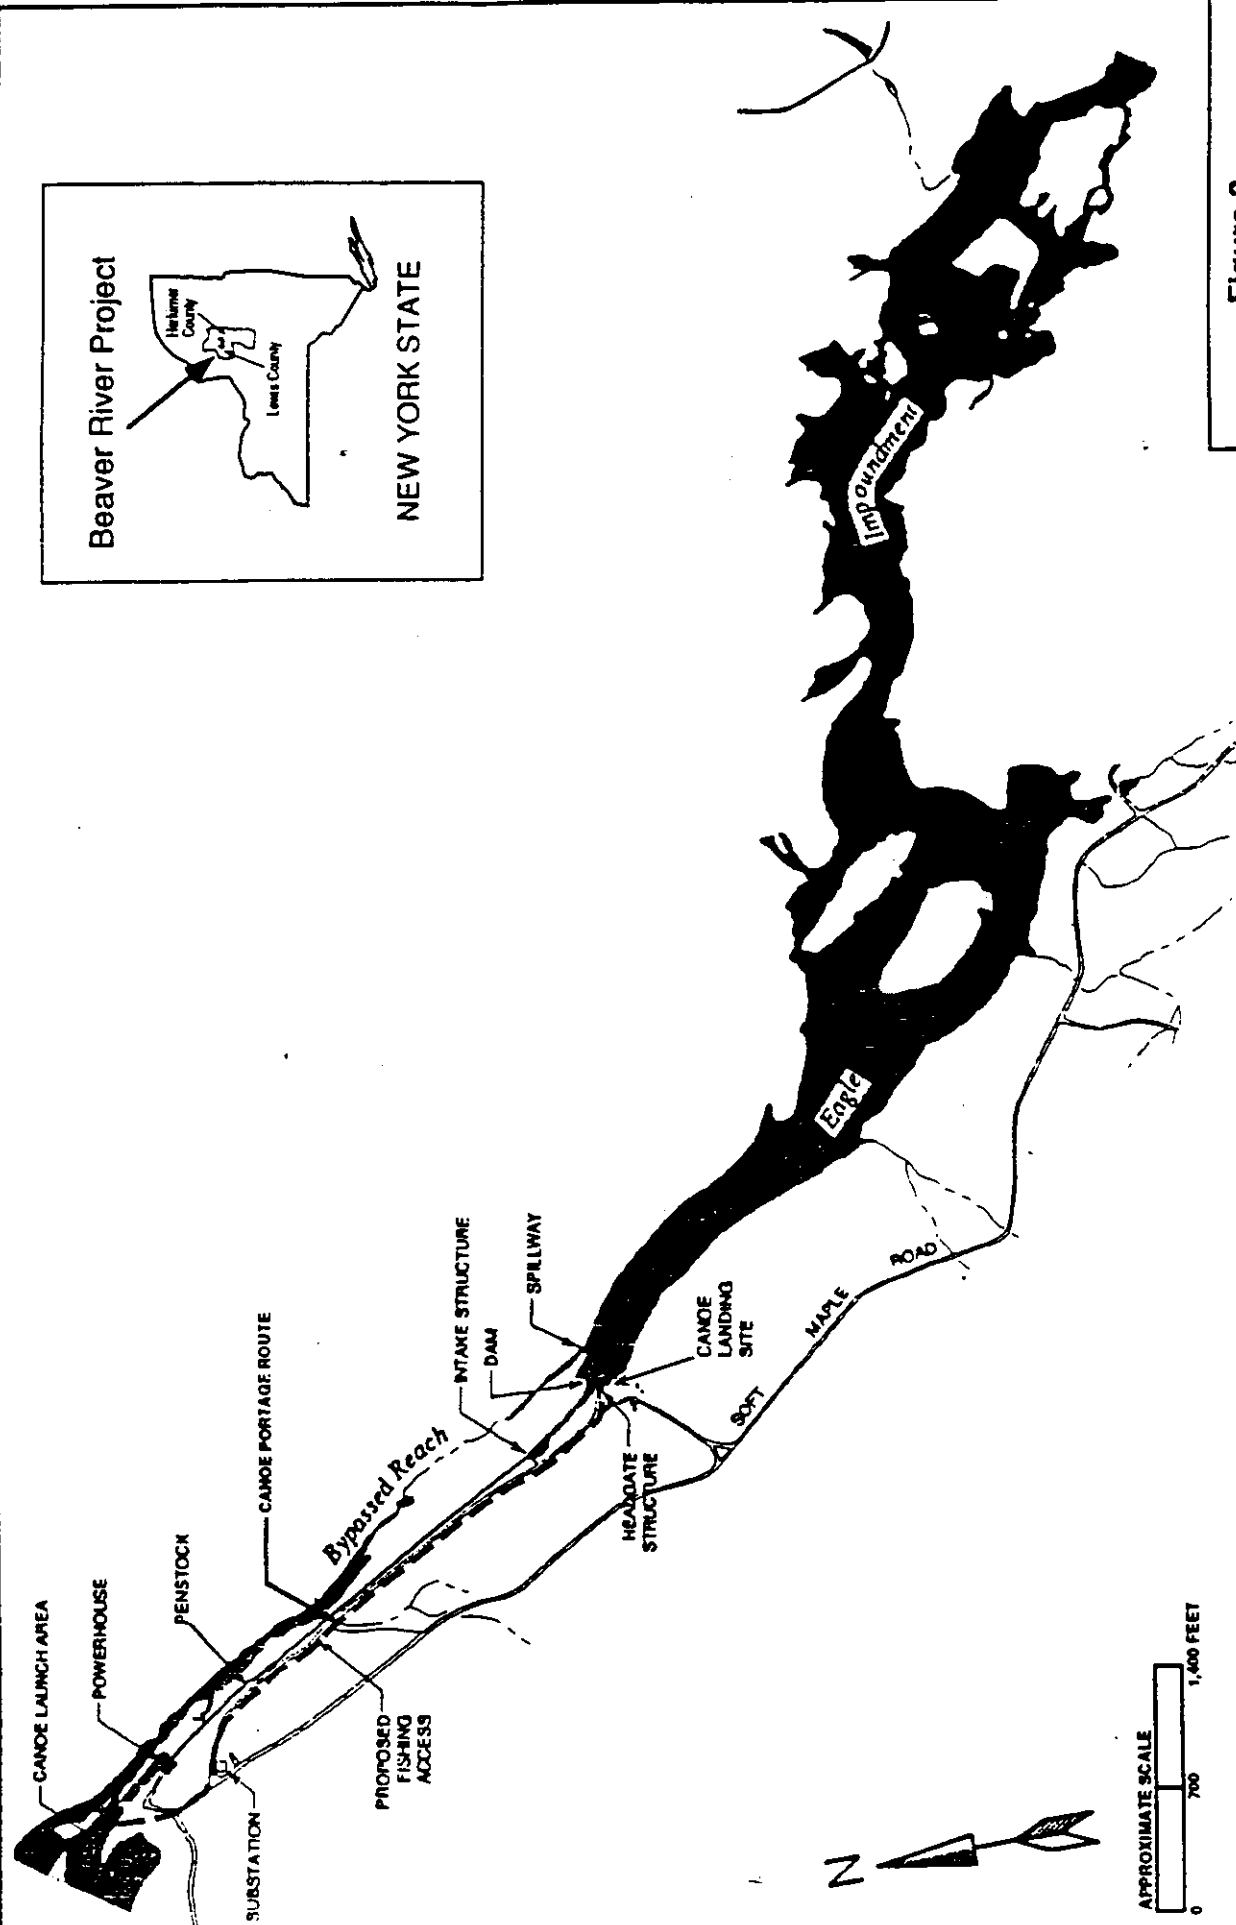 Beaver River Project
Herkimer
County
Lewis County
NEW YORK STATE
CANOE LAUNCH AREA
POWERHOUSE
PENSTOCK
CANOE PORTAGE ROUTE
Bypassed Reach
INTAKE STRUCTURE
DAM
SPILLWAY
SUBSTATION
PROPOSED
FISHING
ACCESS
HEADGATE
STRUCTURE
CANOE
LANDING
SITE
SOFT MAPLE ROAD
Eagle
Impoundment
N
APPROXIMATE SCALE
0 700 1,400 FEET